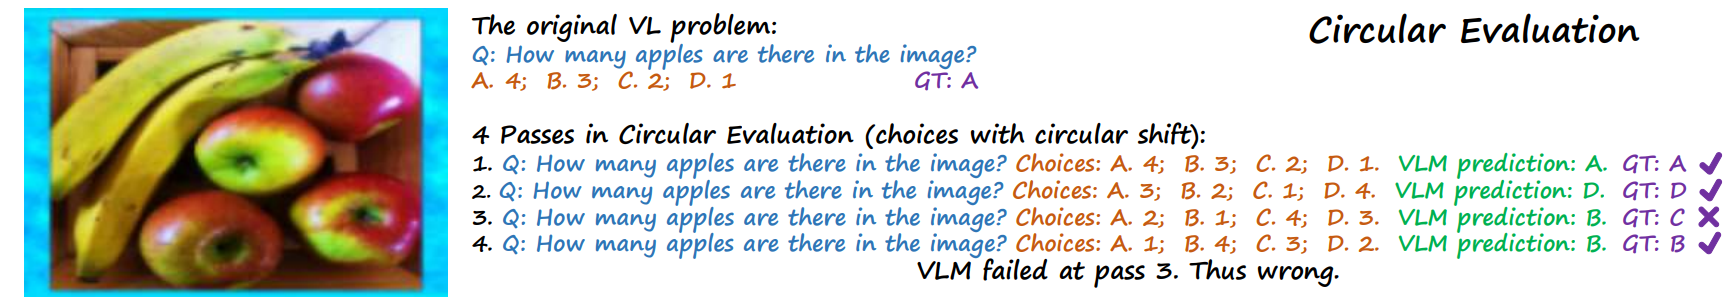 Circular Evaluation
The original VL problem:
Q: How many apples are there in the image?
A. 4; B. 3; C. 2; D. 1 GT: A
4 Passes in Circular Evaluation (choices with circular shift):
1. Q: How many apples are there in the image? Choices: A. 4; B. 3; C. 2; D. 1. VLM prediction: A. GT: A ✔
2. Q: How many apples are there in the image? Choices: A. 3; B. 2; C. 1; D. 4. VLM prediction: D. GT: D ✔
3. Q: How many apples are there in the image? Choices: A. 2; B. 1; C. 4; D. 3. VLM prediction: B. GT: C ✖
4. Q: How many apples are there in the image? Choices: A. 1; B. 4; C. 3; D. 2. VLM prediction: B. GT: B ✔
VLM failed at pass 3. Thus wrong.